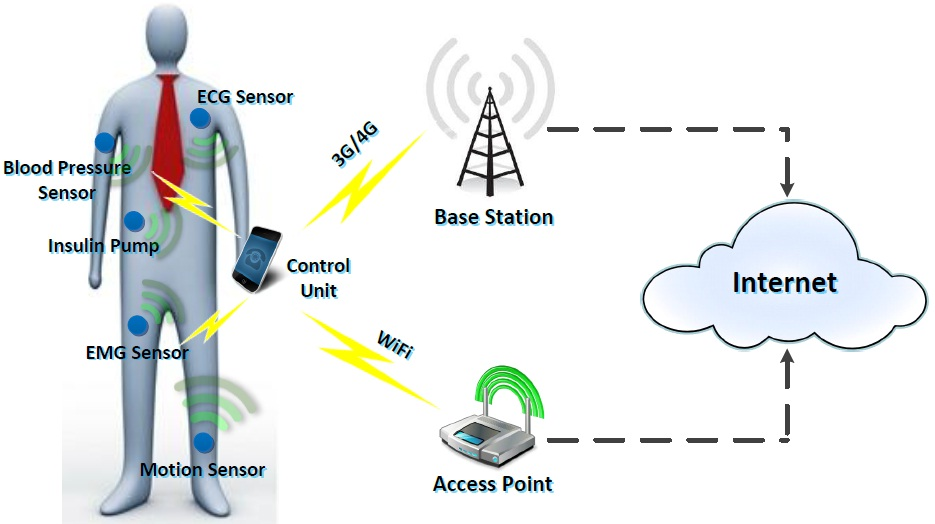 ECG Sensor
Blood Pressure
Sensor
Insulin Pump
EMG Sensor
Motion Sensor
Control
Unit
3G/4G
WiFi
Base Station
Access Point
Internet